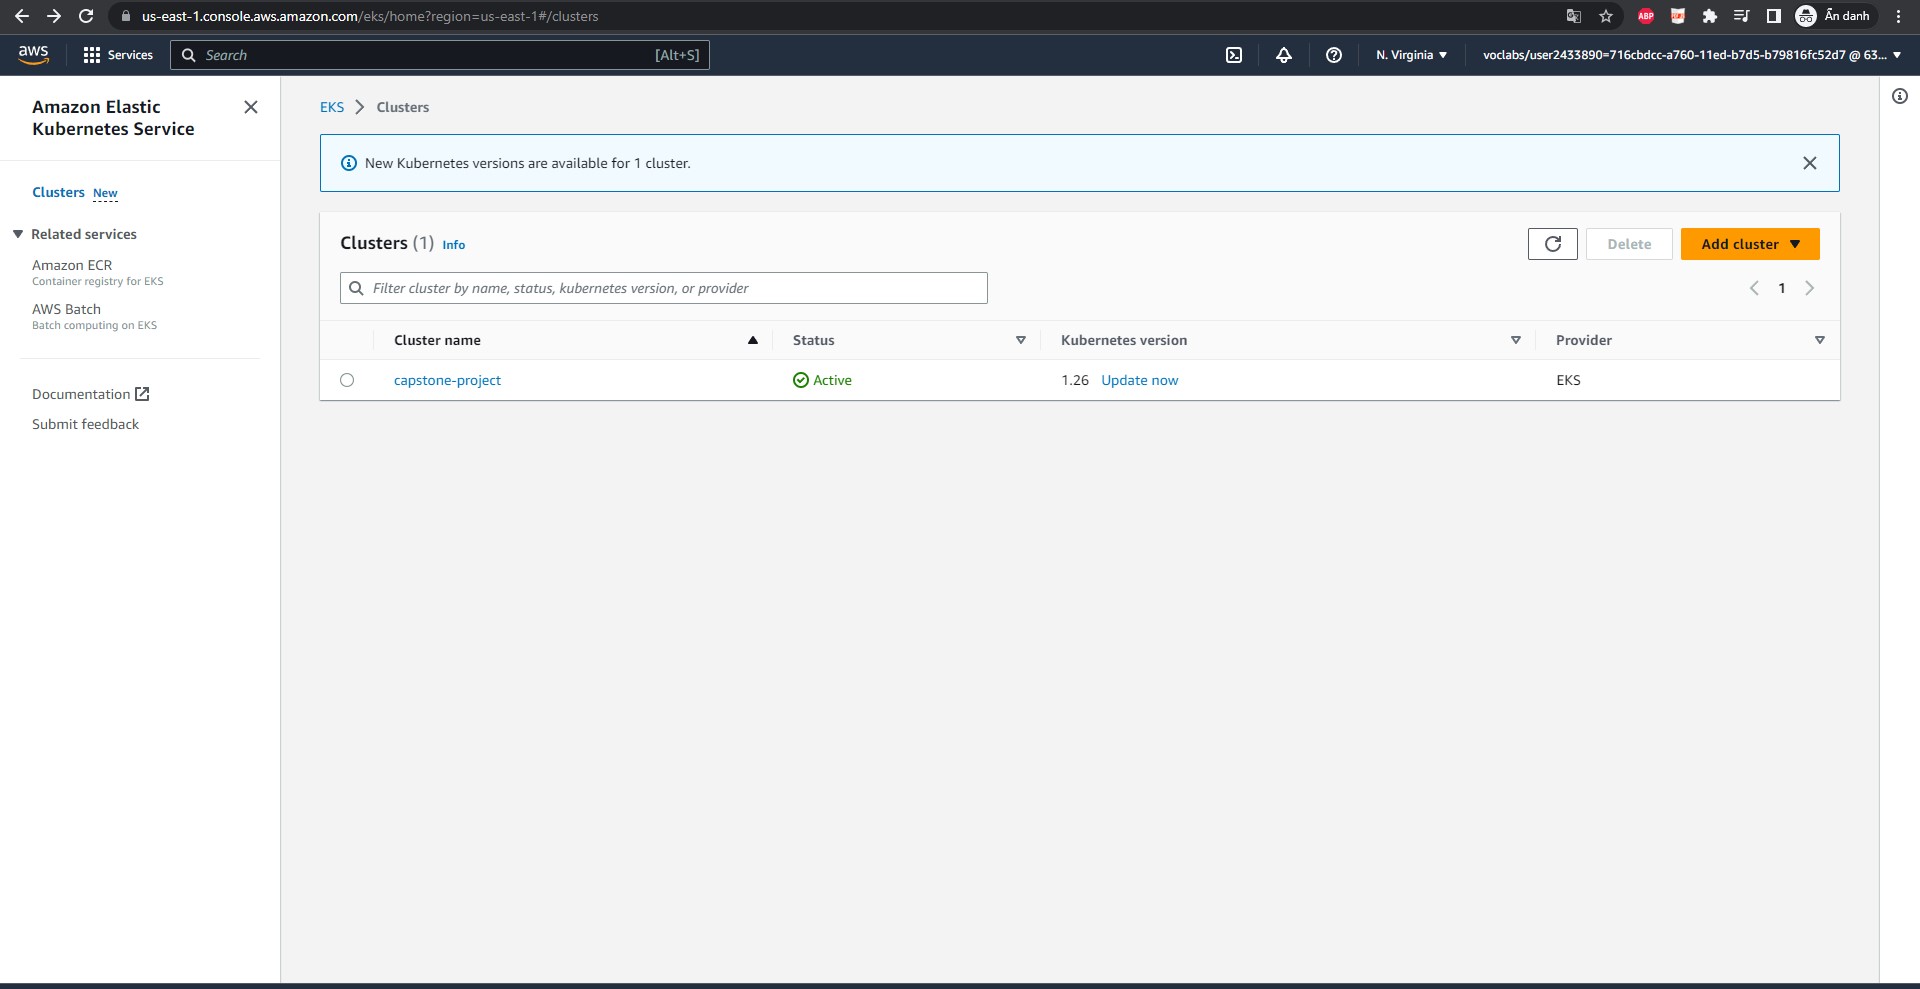 us-east-1.console.aws.amazon.com/eks/home?region=us-east-1#/clusters
ABP
Ẩn danh
aws
Services
Search
[Alt+S]
N. Virginia
voclabs/user2433890=716cbdcc-a760-11ed-b7d5-b79816fc52d7 @ 63...
Amazon Elastic
Kubernetes Service
Clusters New
Related services
Amazon ECR
Container registry for EKS
AWS Batch
Batch computing on EKS
Documentation
Submit feedback
EKS Clusters
New Kubernetes versions are available for 1 cluster.
Clusters (1) Info
Delete
Add cluster
Filter cluster by name, status, kubernetes version, or provider
1
Cluster name Status Kubernetes version Provider
capstone-project Active 1.26 Update now EKS